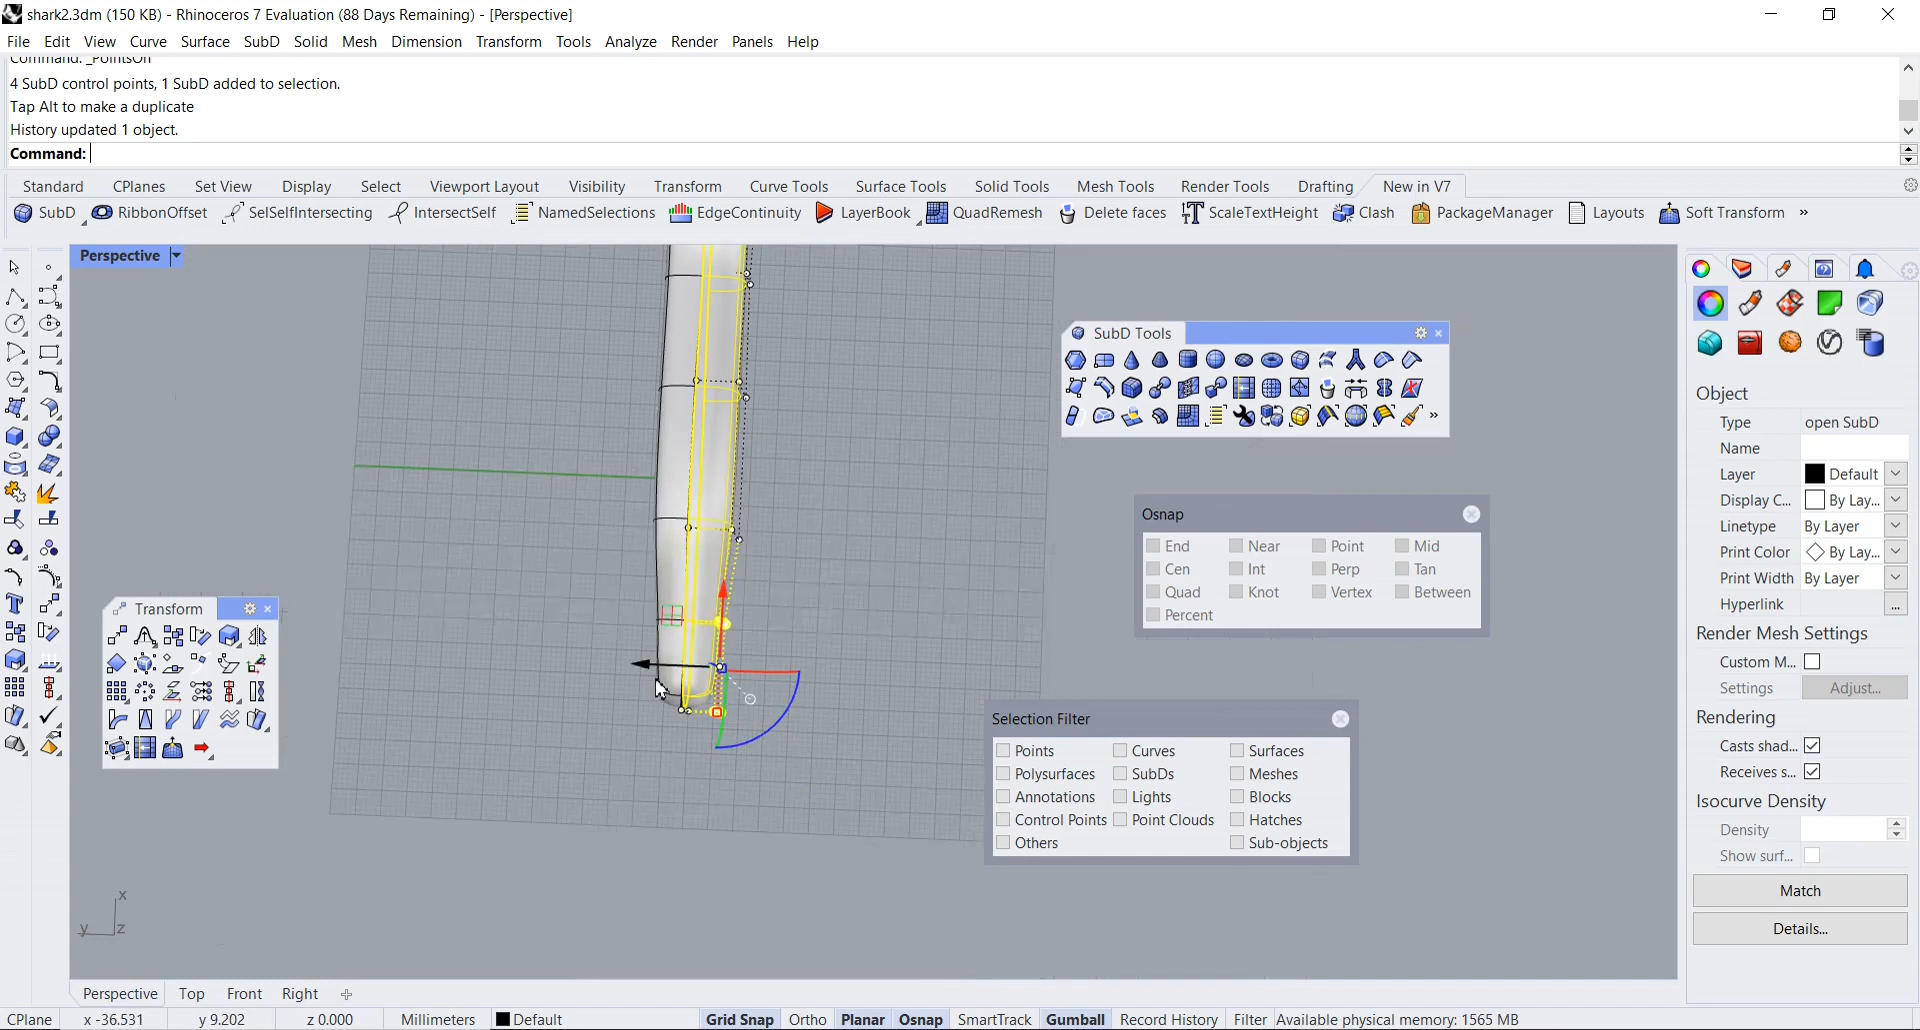 shark2.3dm (150 KB) - Rhinoceros 7 Evaluation (88 Days Remaining) - [Perspective]
File Edit View Curve Surface SubD Solid Mesh Dimension Transform Tools Analyze Render Panels Help
Command: _PointsOn
4 SubD control points, 1 SubD added to selection.
Tap Alt to make a duplicate
History updated 1 object.
Command:
Standard CPlanes Set View Display Select Viewport Layout Visibility Transform Curve Tools Surface Tools Solid Tools Mesh Tools Render Tools Drafting New in V7
SubD RibbonOffset SelSelfIntersecting IntersectSelf NamedSelections EdgeContinuity LayerBook QuadRemesh Delete faces ScaleTextHeight Clash PackageManager Layouts Soft Transform »
Perspective
SubD Tools
»
Osnap
End Near Point Mid
Cen Int Perp Tan
Quad Knot Vertex Between
Percent
Transform
Selection Filter
Points Curves Surfaces
Polysurfaces SubDs Meshes
Annotations Lights Blocks
Control Points Point Clouds Hatches
Others Sub-objects
Object
Type open SubD
Name
Layer Default
Display C... By Lay...
Linetype By Layer
Print Color By Lay...
Print Width By Layer
Hyperlink ...
Render Mesh Settings
Custom M...
Settings Adjust...
Rendering
Casts shad...
Receives s...
Isocurve Density
Density
Show surf...
Match
Details...
x
y z
Perspective Top Front Right
CPlane x -36.531 y 9.202 z 0.000 Millimeters Default Grid Snap Ortho Planar Osnap SmartTrack Gumball Record History Filter Available physical memory: 1565 MB